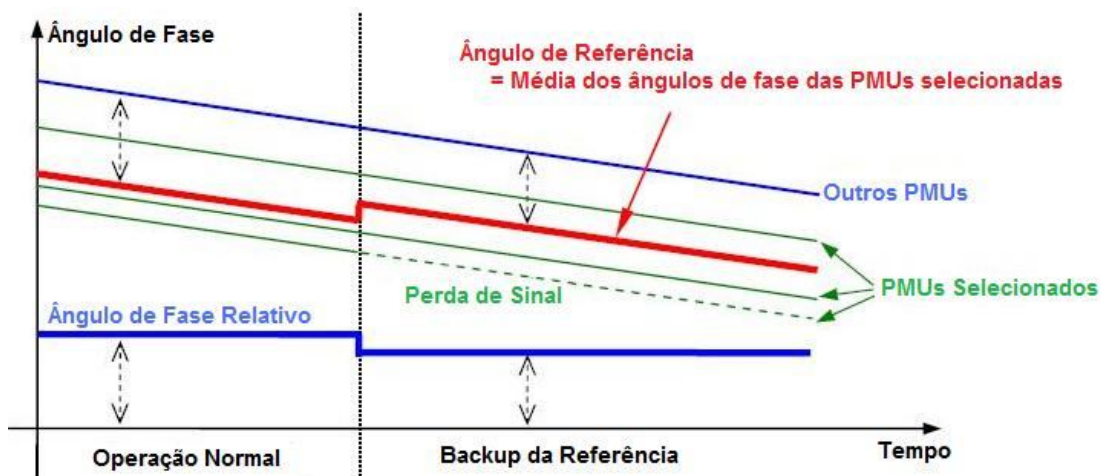 Ângulo de Fase
Ângulo de Referência
= Média dos ângulos de fase das PMUs selecionadas
Outros PMUs
Perda de Sinal
PMUs Selecionados
Ângulo de Fase Relativo
Operação Normal
Backup da Referência
Tempo